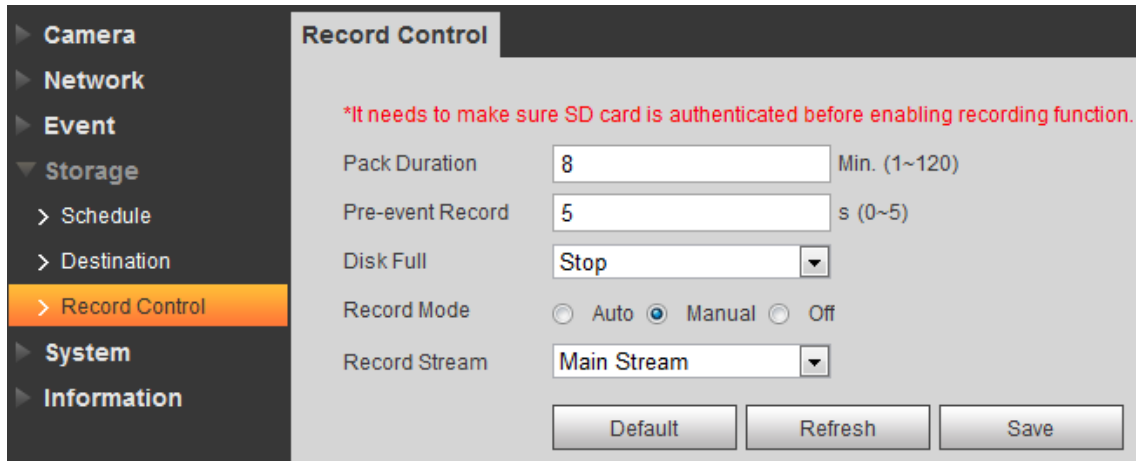 Camera
Network
Event
Storage
Schedule
Destination
Record Control
System
Information
Record Control
*It needs to make sure SD card is authenticated before enabling recording function.
Pack Duration 8 Min. (1~120)
Pre-event Record 5 s (0~5)
Disk Full Stop
Record Mode Auto Manual Off
Record Stream Main Stream
Default Refresh Save